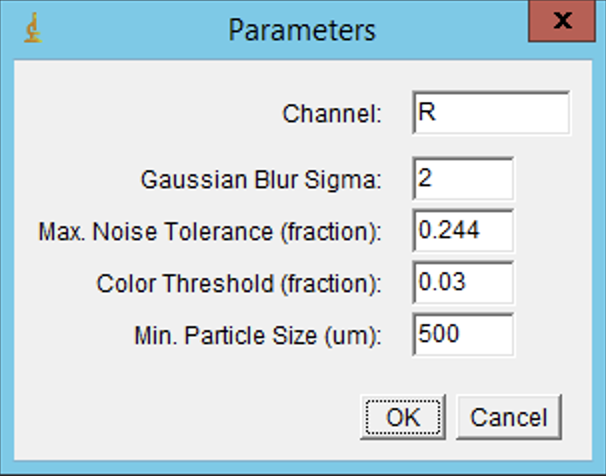 Parameters
Channel: R
Gaussian Blur Sigma: 2
Max. Noise Tolerance (fraction): 0.244
Color Threshold (fraction): 0.03
Min. Particle Size (um): 500
OK Cancel